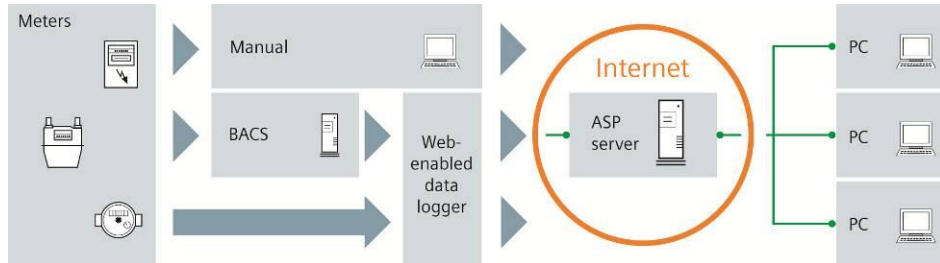 Meters
Manual
BACS
Web-
enabled
data
logger
Internet
ASP
server
PC
PC
PC